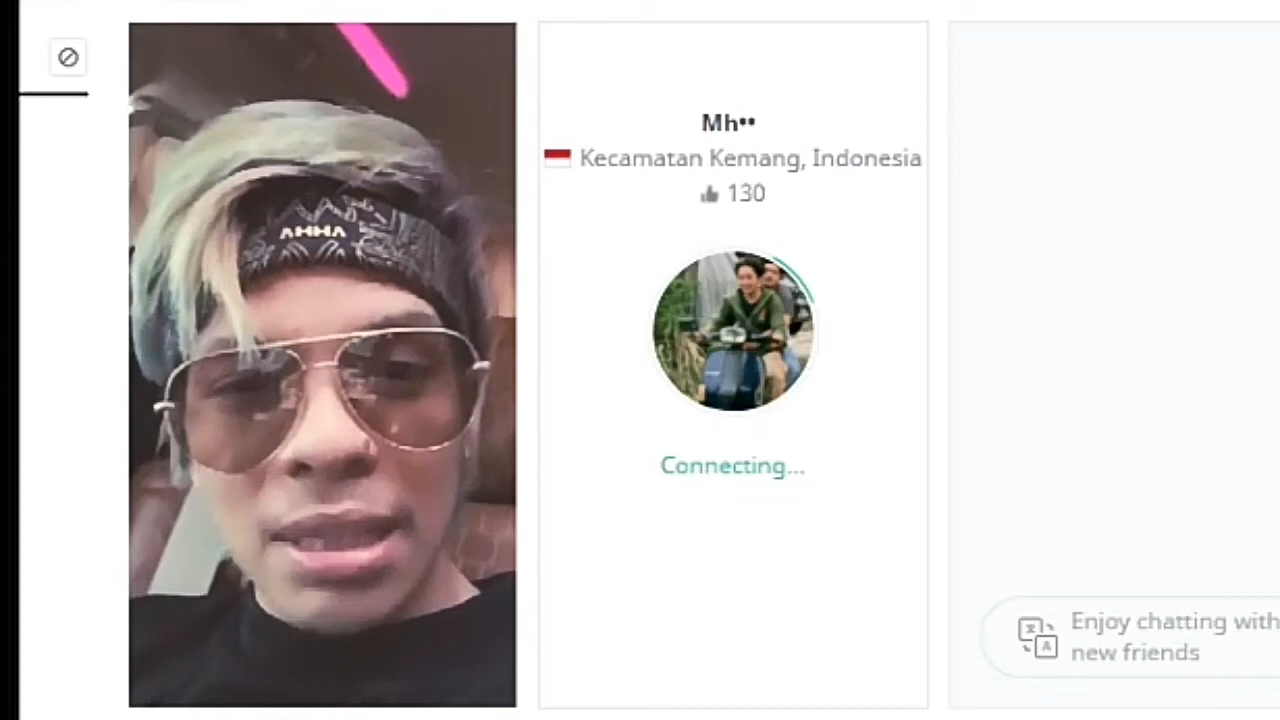 AHHA
Mh••
Kecamatan Kemang, Indonesia
130
Connecting...
Enjoy chatting with
new friends